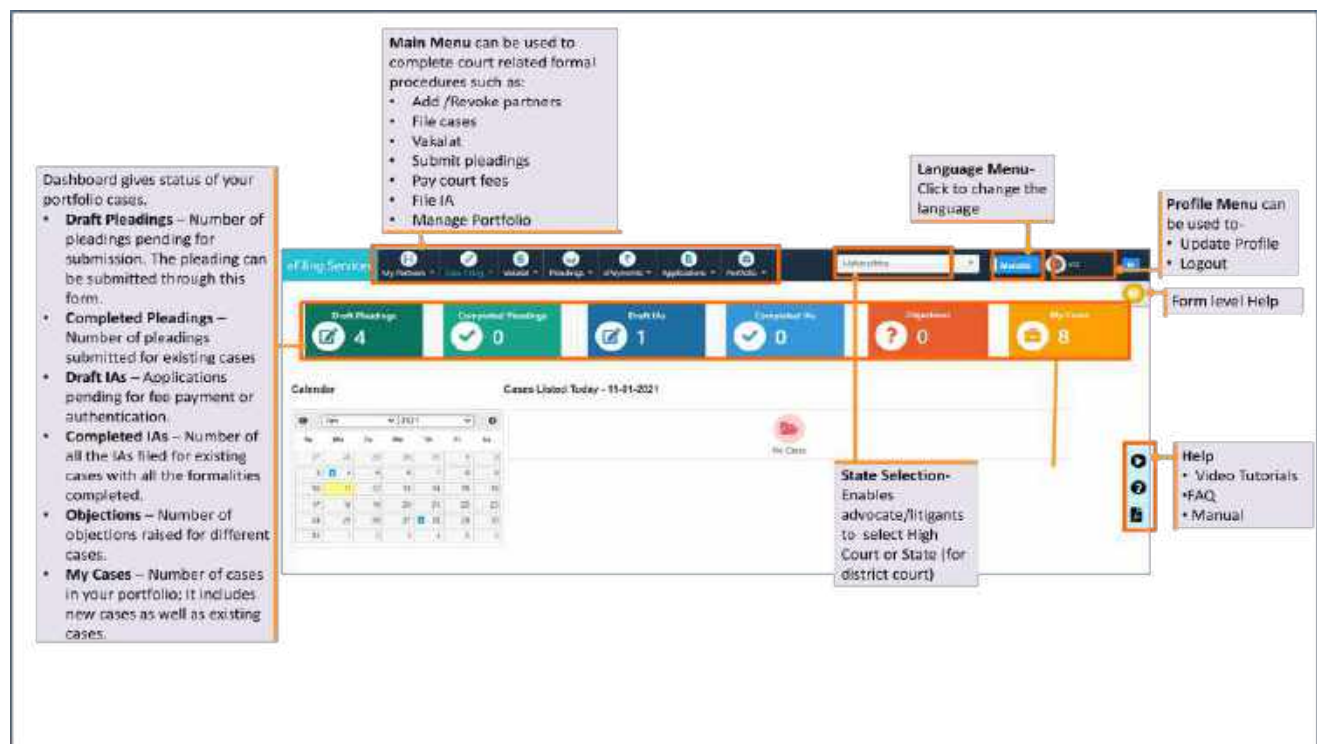 Main Menu can be used to
complete court related formal
procedures such as:
• Add /Revoke partners
• File cases
• Vakalat
• Submit pleadings
• Pay court fees
• File IA
• Manage Portfolio
Language Menu-
Click to change the
language
Profile Menu can
be used to-
• Update Profile
• Logout
Form level Help
Dashboard gives status of your
portfolio cases.
• Draft Pleadings – Number of
pleadings pending for
submission. The pleading can
be submitted through this
form.
• Completed Pleadings –
Number of pleadings
submitted for existing cases
• Draft IAs – Applications
pending for fee payment or
authentication.
• Completed IAs – Number of
all the IAs filed for existing
cases with all the formalities
completed.
• Objections – Number of
objections raised for different
cases.
• My Cases – Number of cases
in your portfolio; It includes
new cases as well as existing
cases.
eFiling Services
My Partners Vakalat Pleadings ePayments Applications Portfolio
Draft Pleadings
4
Completed Pleadings
0
Draft IAs
1
Completed IAs
0
Objections
0
My Cases
8
Calendar
Cases Listed Today - 11-01-2021
No Cases
State Selection-
Enables
advocate/litigants
to select High
Court or State (for
district court)
Help
• Video Tutorials
•FAQ
• Manual